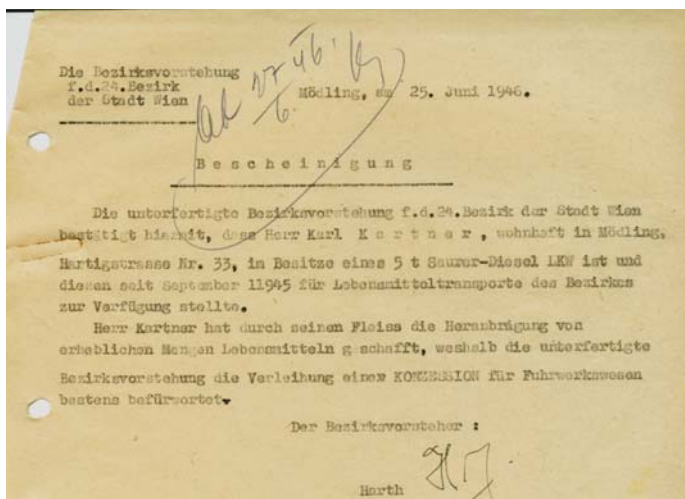 Die Bezirksvorstehung
f.d.24.Bezirk
der Stadt Wien
Mödling, am 25. Juni 1946.
B e s c h e i n i g u n g
Die unterfertigte Bezirksvorstehung f.d.24.Bezirk der Stadt Wien
bestätigt hiemit, dass Herr Karl K a r t n e r , wohnhaft in Mödling,
Hartigstrasse Nr. 33, im Besitze eines 5 t Saurer-Diesel LKW ist und
diesen seit September 11945 für Lebensmitteltransporte des Bezirkes
zur Verfügung stellte.
Herr Kartner hat durch seinen Fleiss die Heranbrigung von
erheblichen Mengen Lebensmitteln g schafft, weshalb die unterfertigte
Bezirksvorstehung die Verleihung einer KONZESSION für Fuhrwerkswesen
bestens befürwortet.
Der Bezirksvorsteher :
Harth